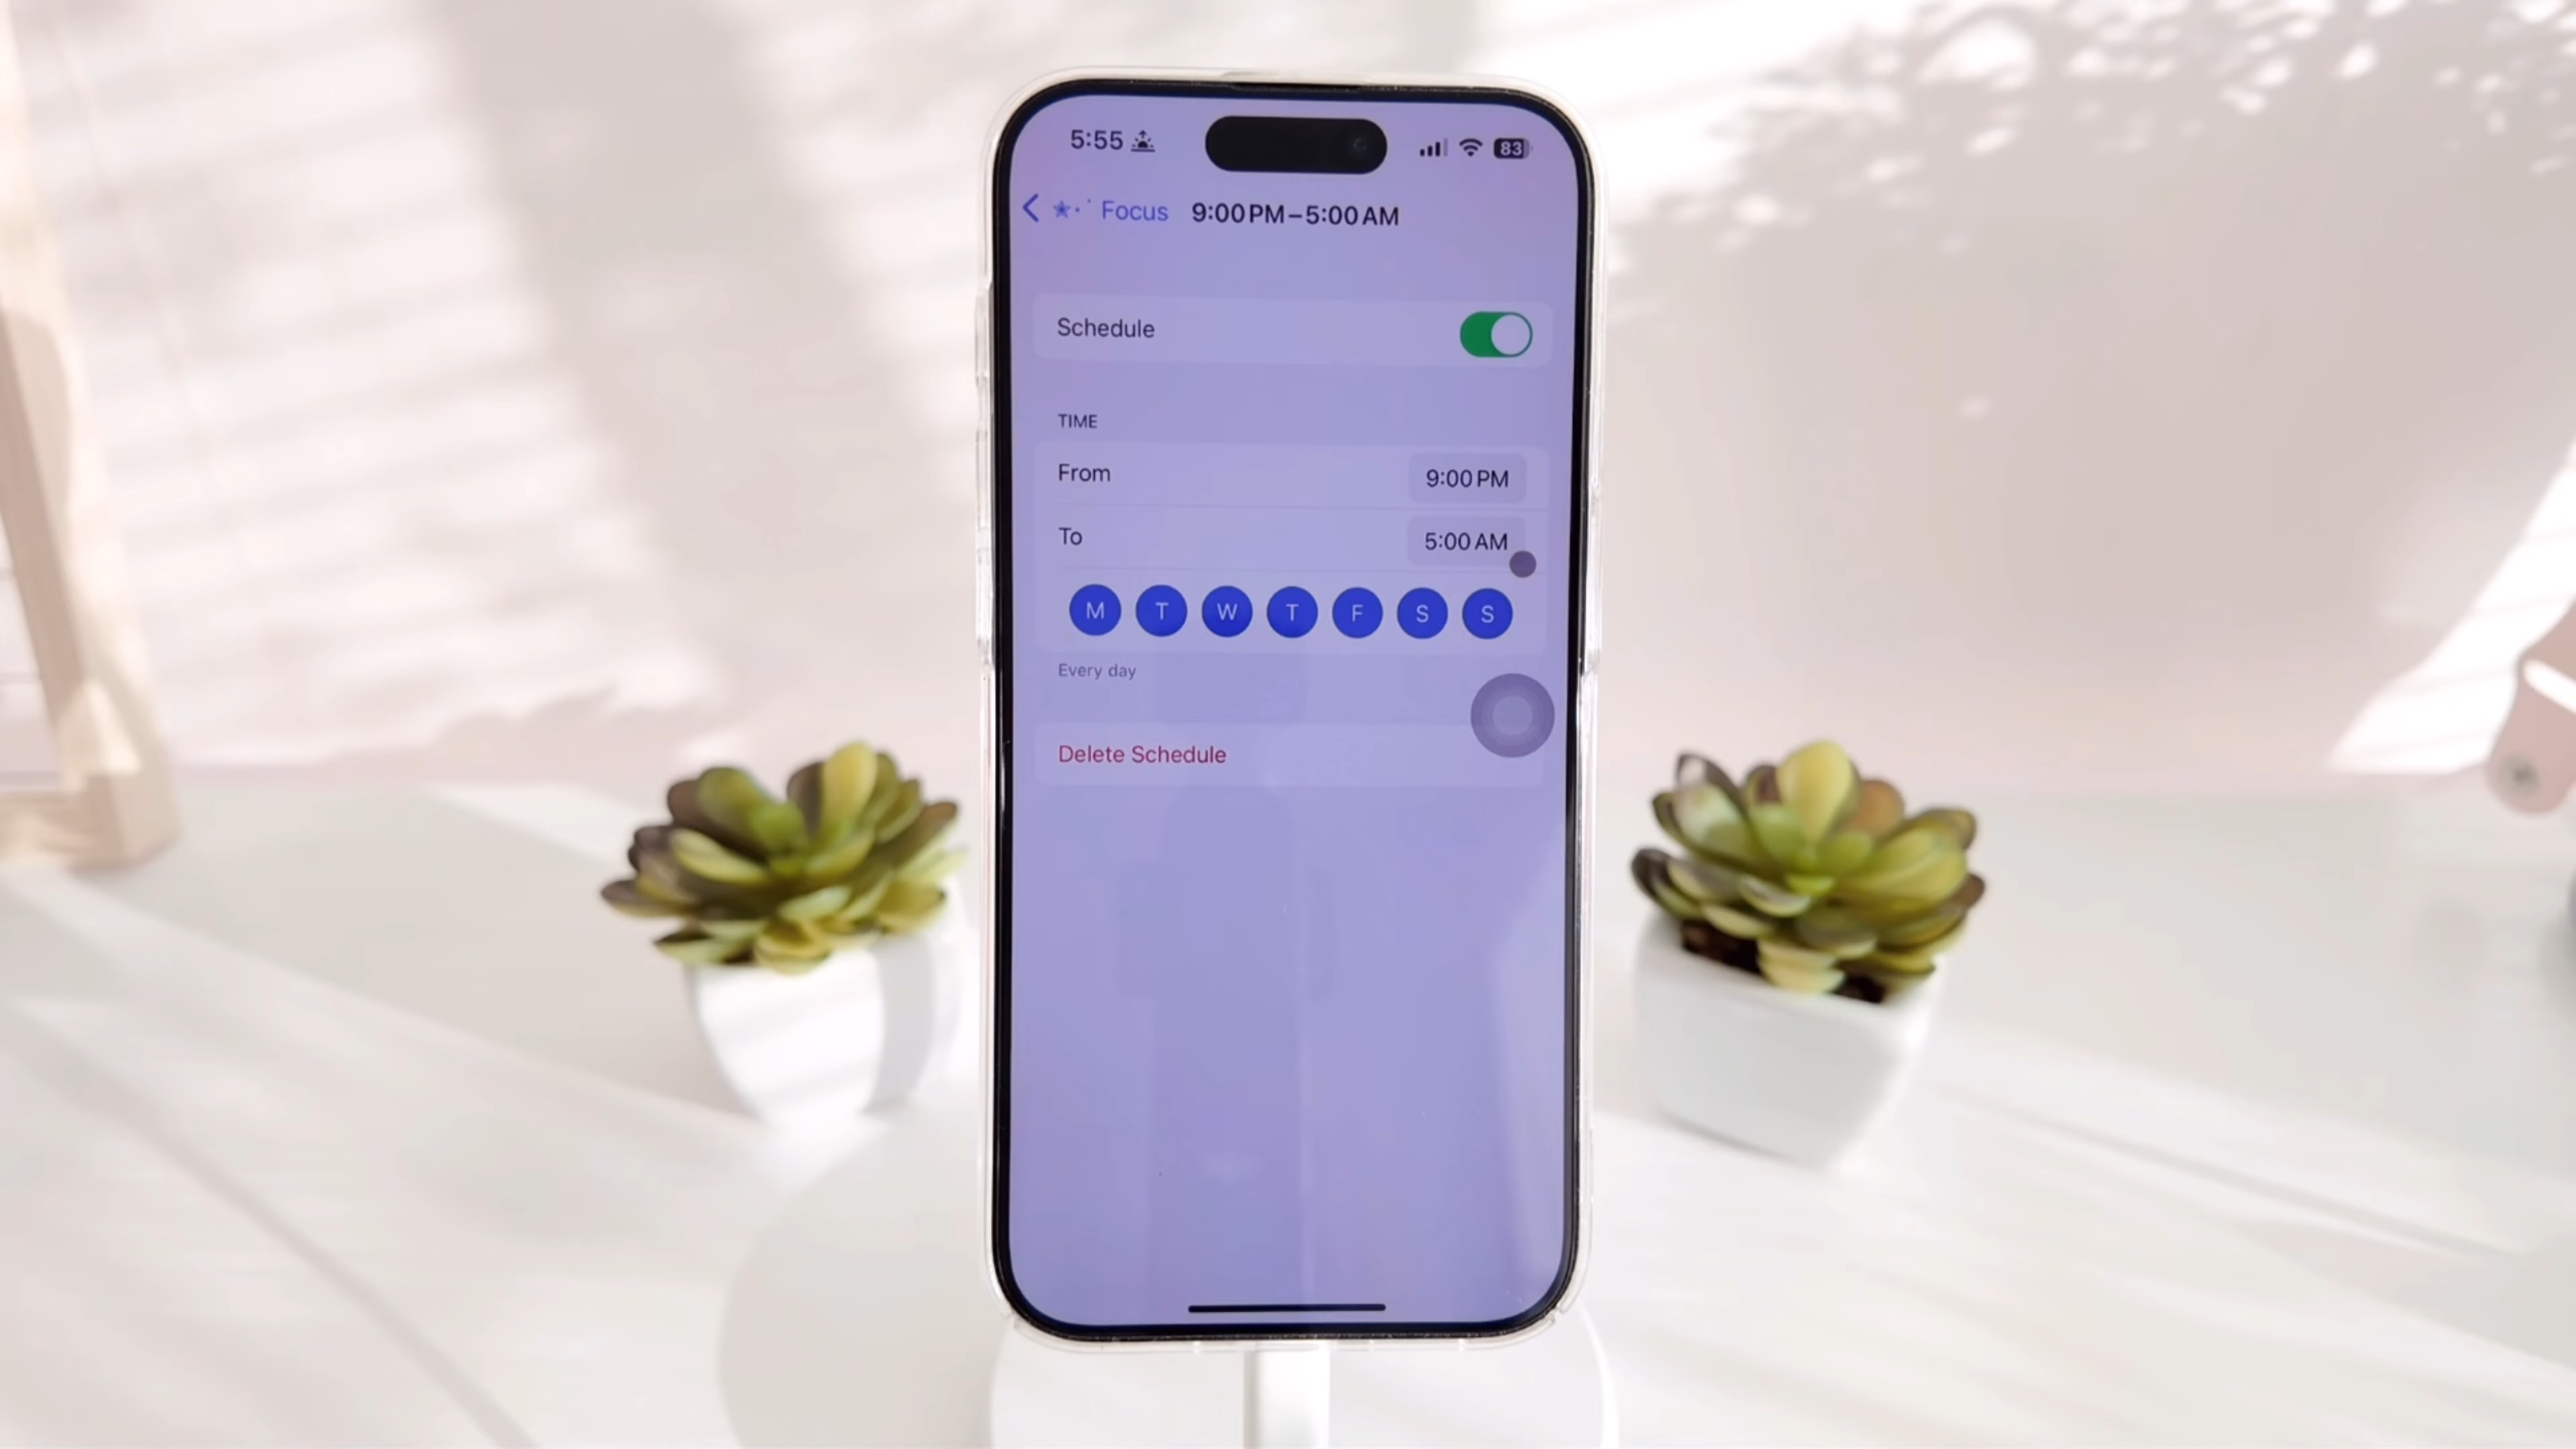 5:55 83
Focus 9:00 PM–5:00 AM
Schedule
TIME
From 9:00 PM
To 5:00 AM
M T W T F S S
Every day
Delete Schedule